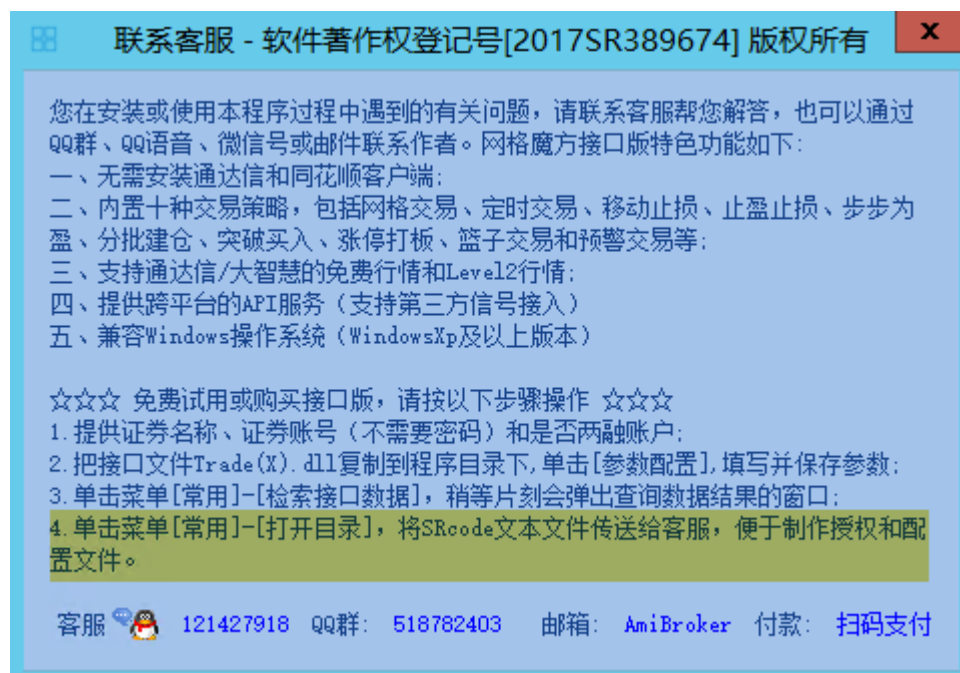 联系客服 - 软件著作权登记号[2017SR389674] 版权所有
x
您在安装或使用本程序过程中遇到的有关问题，请联系客服帮您解答，也可以通过
QQ群、QQ语音、微信号或邮件联系作者。网格魔方接口版特色功能如下：
一、无需安装通达信和同花顺客户端；
二、内置十种交易策略，包括网格交易、定时交易、移动止损、止盈止损、步步为
盈、分批建仓、突破买入、涨停打板、篮子交易和预警交易等；
三、支持通达信/大智慧的免费行情和Level2行情；
四、提供跨平台的API服务（支持第三方信号接入）
五、兼容Windows操作系统（WindowsXp及以上版本）
☆☆☆ 免费试用或购买接口版，请按以下步骤操作 ☆☆☆
1.提供证券名称、证券账号（不需要密码）和是否两融账户；
2.把接口文件Trade(X).dll复制到程序目录下,单击[参数配置],填写并保存参数；
3.单击菜单[常用]-[检索接口数据]，稍等片刻会弹出查询数据结果的窗口；
4.单击菜单[常用]-[打开目录]，将SRcode文本文件传送给客服，便于制作授权和配
置文件。
客服 121427918 QQ群： 518782403 邮箱： AmiBroker 付款： 扫码支付